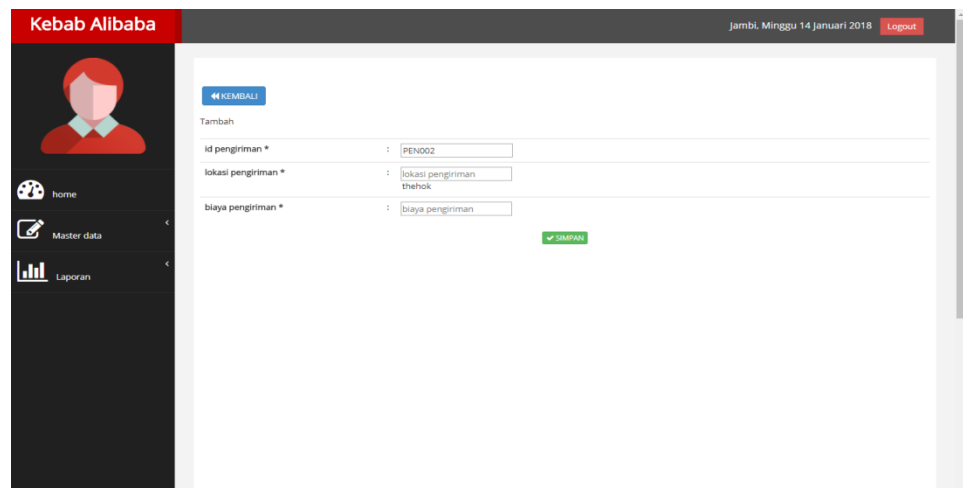 Kebab Alibaba
Jambi, Minggu 14 Januari 2018 Logout
KEMBALI
Tambah
id pengiriman * : PEN002
lokasi pengiriman * : lokasi pengiriman
thehok
biaya pengiriman * : biaya pengiriman
SIMPAN
home
Master data
Laporan